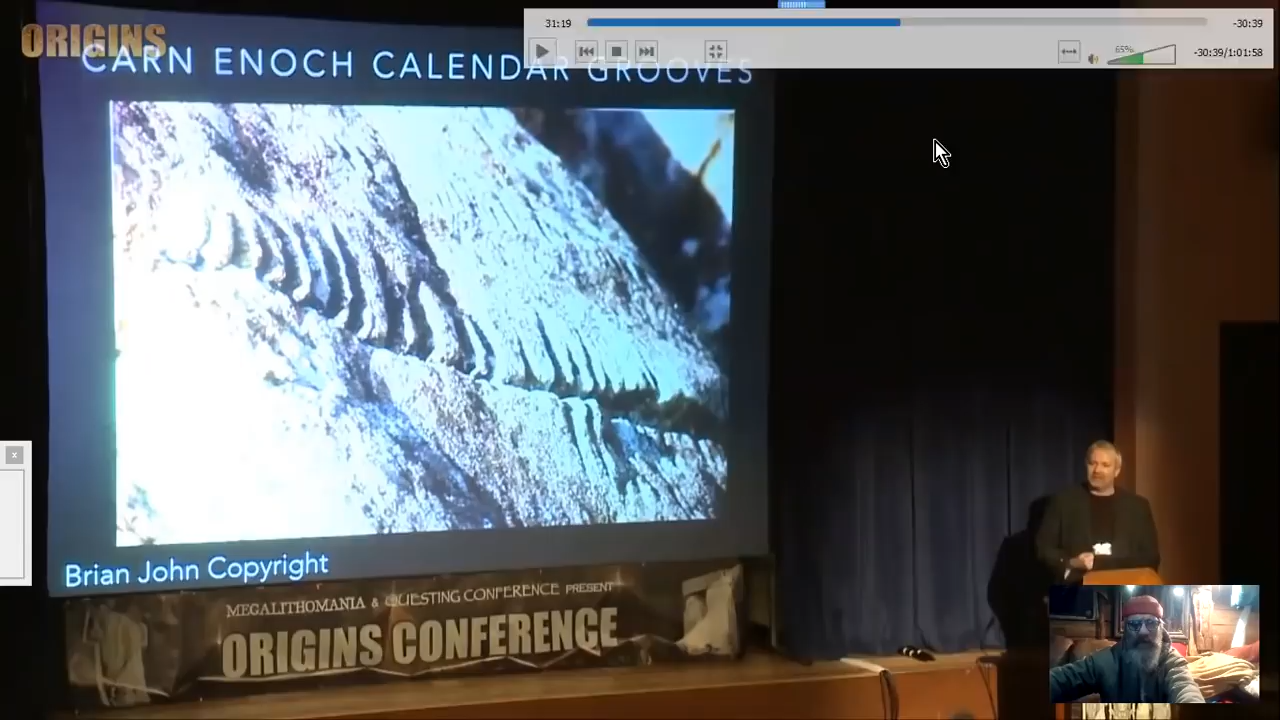 ORIGINS
CARN ENOCH CALENDAR GROOVES
31:19
-30:39
65%
-30:39/1:01:58
x
Brian John Copyright
MEGALITHOMANIA & QUESTING CONFERENCE PRESENT
ORIGINS CONFERENCE